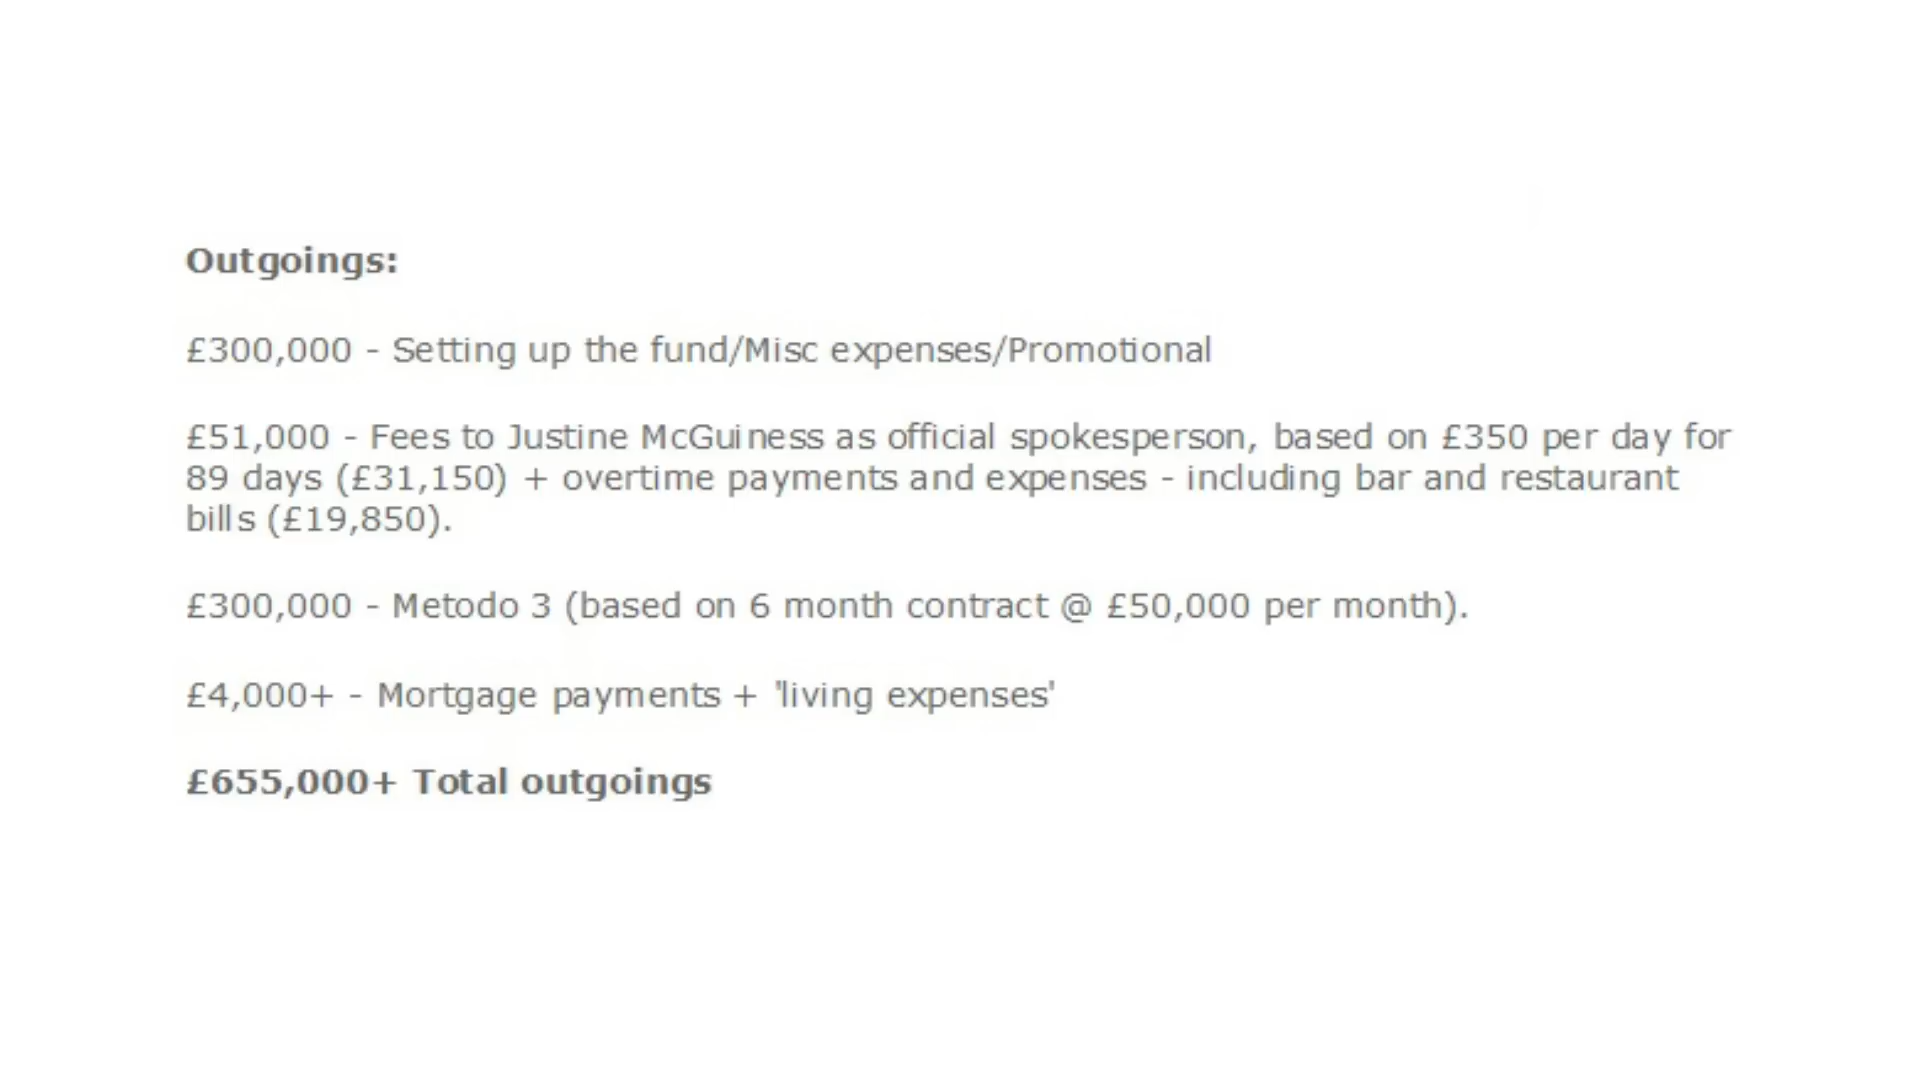 Outgoings:
£300,000 - Setting up the fund/Misc expenses/Promotional
£51,000 - Fees to Justine McGuiness as official spokesperson, based on £350 per day for
89 days (£31,150) + overtime payments and expenses - including bar and restaurant
bills (£19,850).
£300,000 - Metodo 3 (based on 6 month contract @ £50,000 per month).
£4,000+ - Mortgage payments + 'living expenses'
£655,000+ Total outgoings